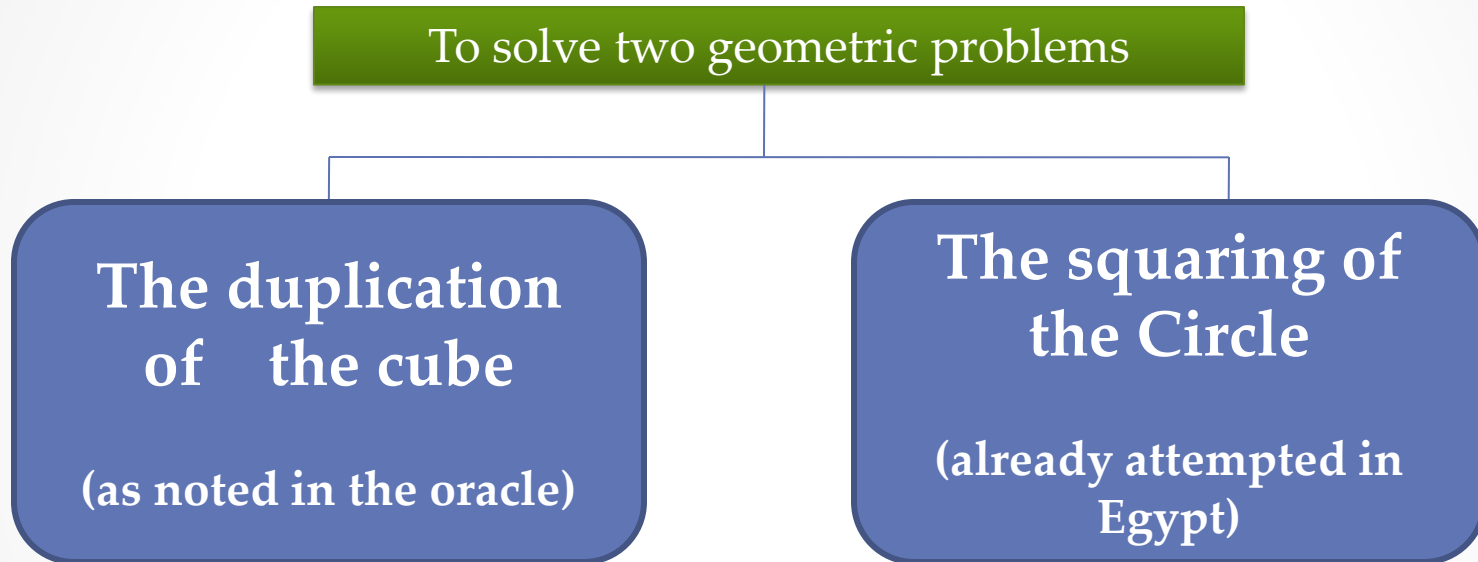 To solve two geometric problems
The duplication
of the cube
(as noted in the oracle)
The squaring of
the Circle
(already attempted in
Egypt)